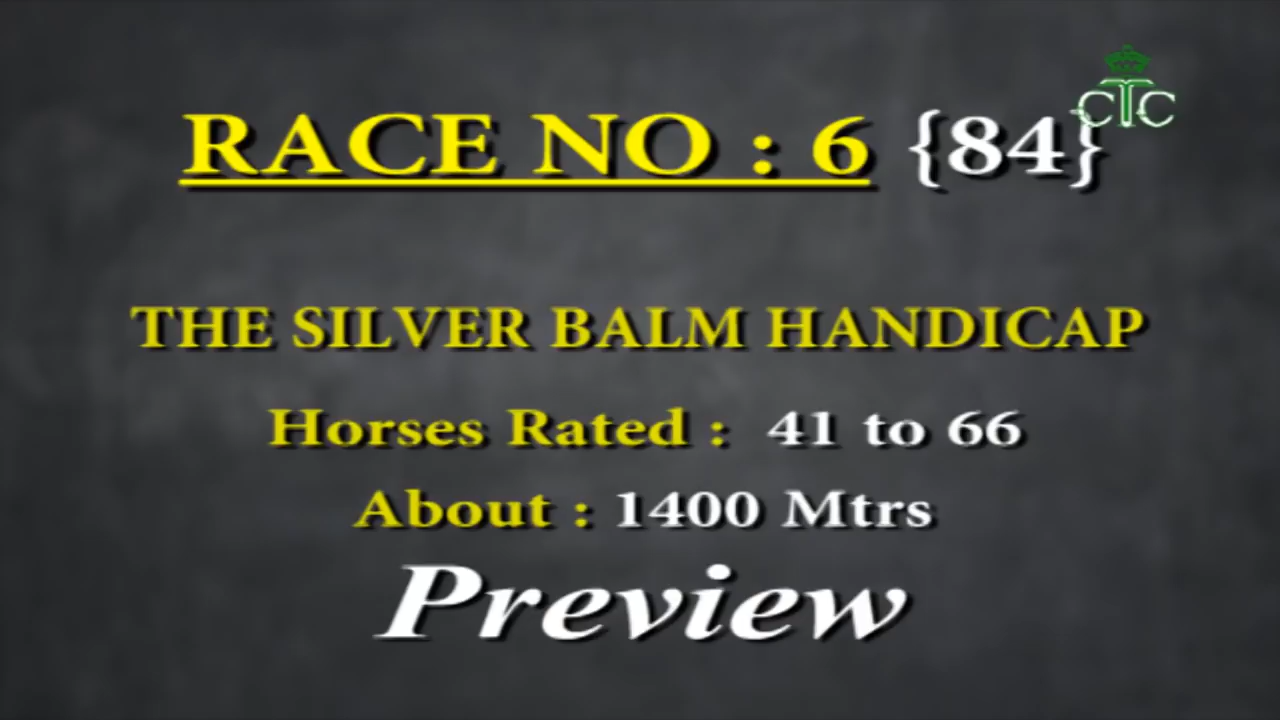 RACE NO : 6 {84}
CTC
THE SILVER BALM HANDICAP
Horses Rated : 41 to 66
About : 1400 Mtrs
Preview